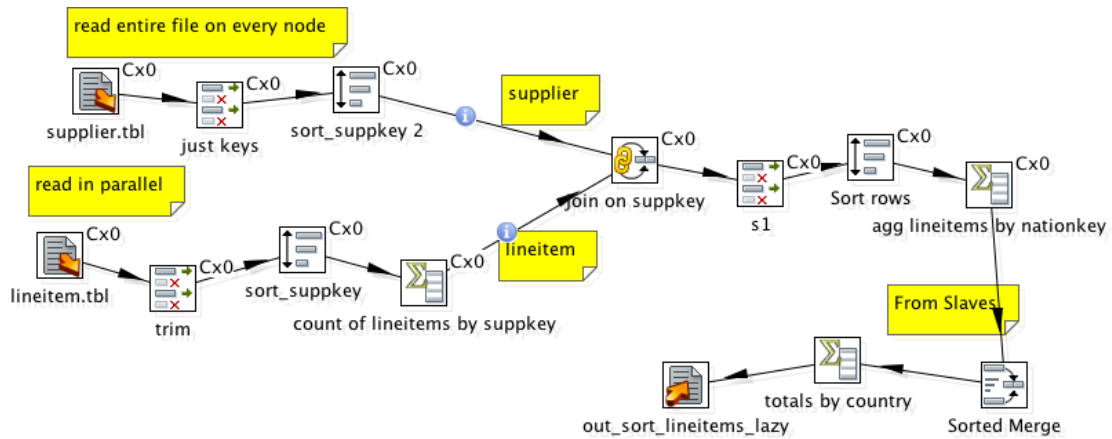 read entire file on every node
Cx0
supplier.tbl
Cx0
just keys
Cx0
sort_suppkey 2
supplier
read in parallel
Cx0
lineitem.tbl
Cx0
trim
Cx0
sort_suppkey
Cx0
count of lineitems by suppkey
lineitem
Cx0
Join on suppkey
Cx0
s1
Cx0
Sort rows
Cx0
agg lineitems by nationkey
From Slaves
Sorted Merge
totals by country
out_sort_lineitems_lazy